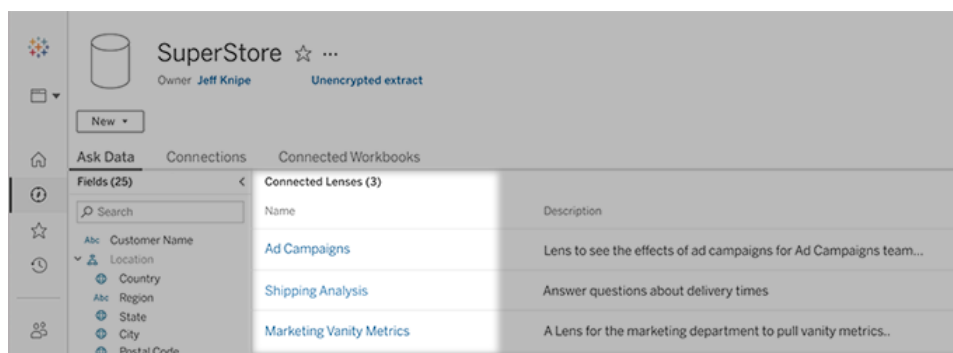 SuperStore ☆ ...
Owner Jeff Knipe Unencrypted extract
New
Ask Data Connections Connected Workbooks
Fields (25)
Search
Abc Customer Name
Location
Country
Abc Region
State
City
Postal Code
Connected Lenses (3)
Name Description
Ad Campaigns Lens to see the effects of ad campaigns for Ad Campaigns team...
Shipping Analysis Answer questions about delivery times
Marketing Vanity Metrics A Lens for the marketing department to pull vanity metrics..